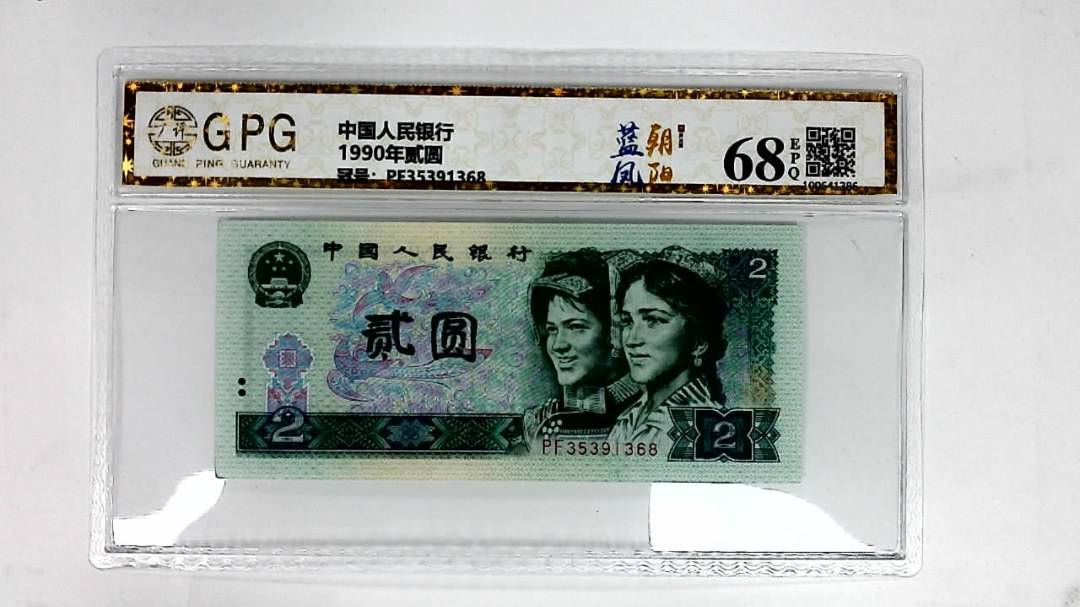 GPG
GUANG PING GUARANTY
中国人民银行
1990年贰圆
冠号: PF35391368
蓝凤
朝阳
68
EPQ
100641386
中国人民银行
2
贰圆
2
PF35391368
2